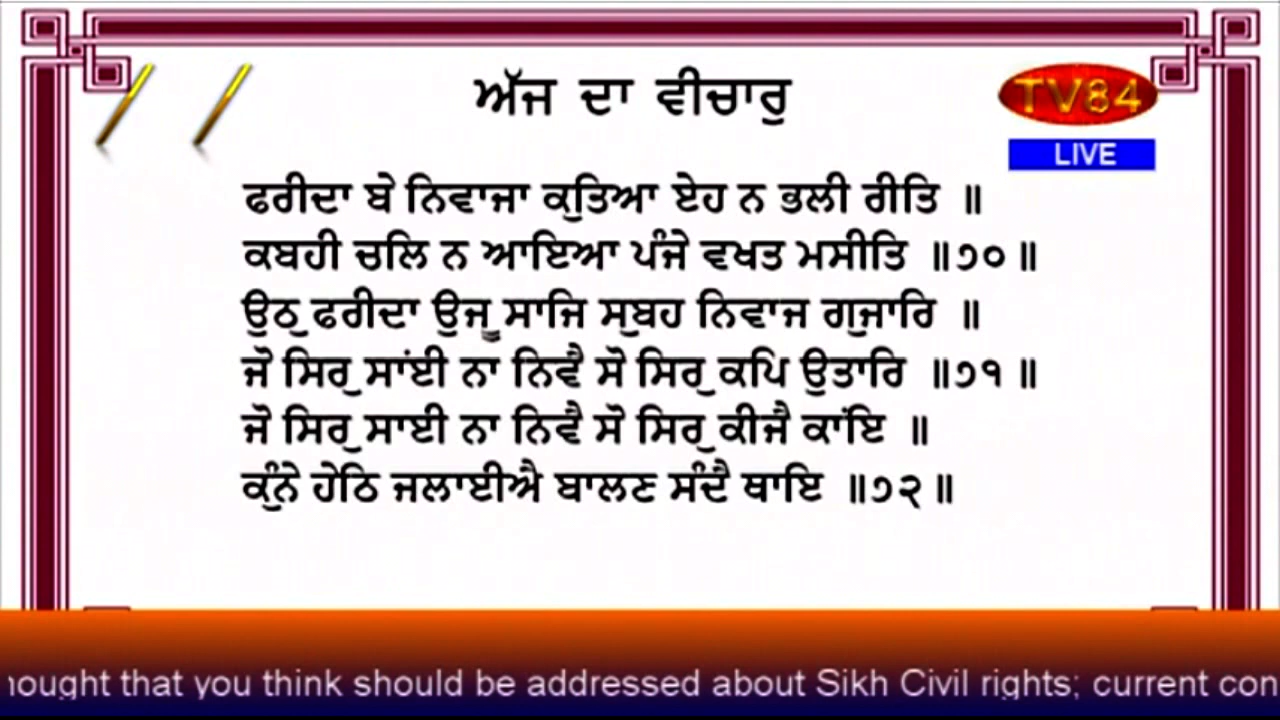 ਅੱਜ ਦਾ ਵੀਚਾਰੁ
TV84
LIVE
ਫਰੀਦਾ ਬੇ ਨਿਵਾਜਾ ਕੁਤਿਆ ਏਹ ਨ ਭਲੀ ਰੀਤਿ ॥
ਕਬਹੀ ਚਲਿ ਨ ਆਇਆ ਪੰਜੇ ਵਖਤ ਮਸੀਤਿ ॥੭੦॥
ਉਠੁ ਫਰੀਦਾ ਉਜੂ ਸਾਜਿ ਸੁਬਹ ਨਿਵਾਜ ਗੁਜਾਰਿ ॥
ਜੋ ਸਿਰੁ ਸਾਂਈ ਨਾ ਨਿਵੈ ਸੋ ਸਿਰੁ ਕਪਿ ਉਤਾਰਿ ॥੭੧॥
ਜੋ ਸਿਰੁ ਸਾਈ ਨਾ ਨਿਵੈ ਸੋ ਸਿਰੁ ਕੀਜੈ ਕਾਂਇ ॥
ਕੁੰਨੇ ਹੇਠਿ ਜਲਾਈਐ ਬਾਲਣ ਸੰਦੈ ਥਾਇ ॥੭੨॥
hought that you think should be addressed about Sikh Civil rights; current con